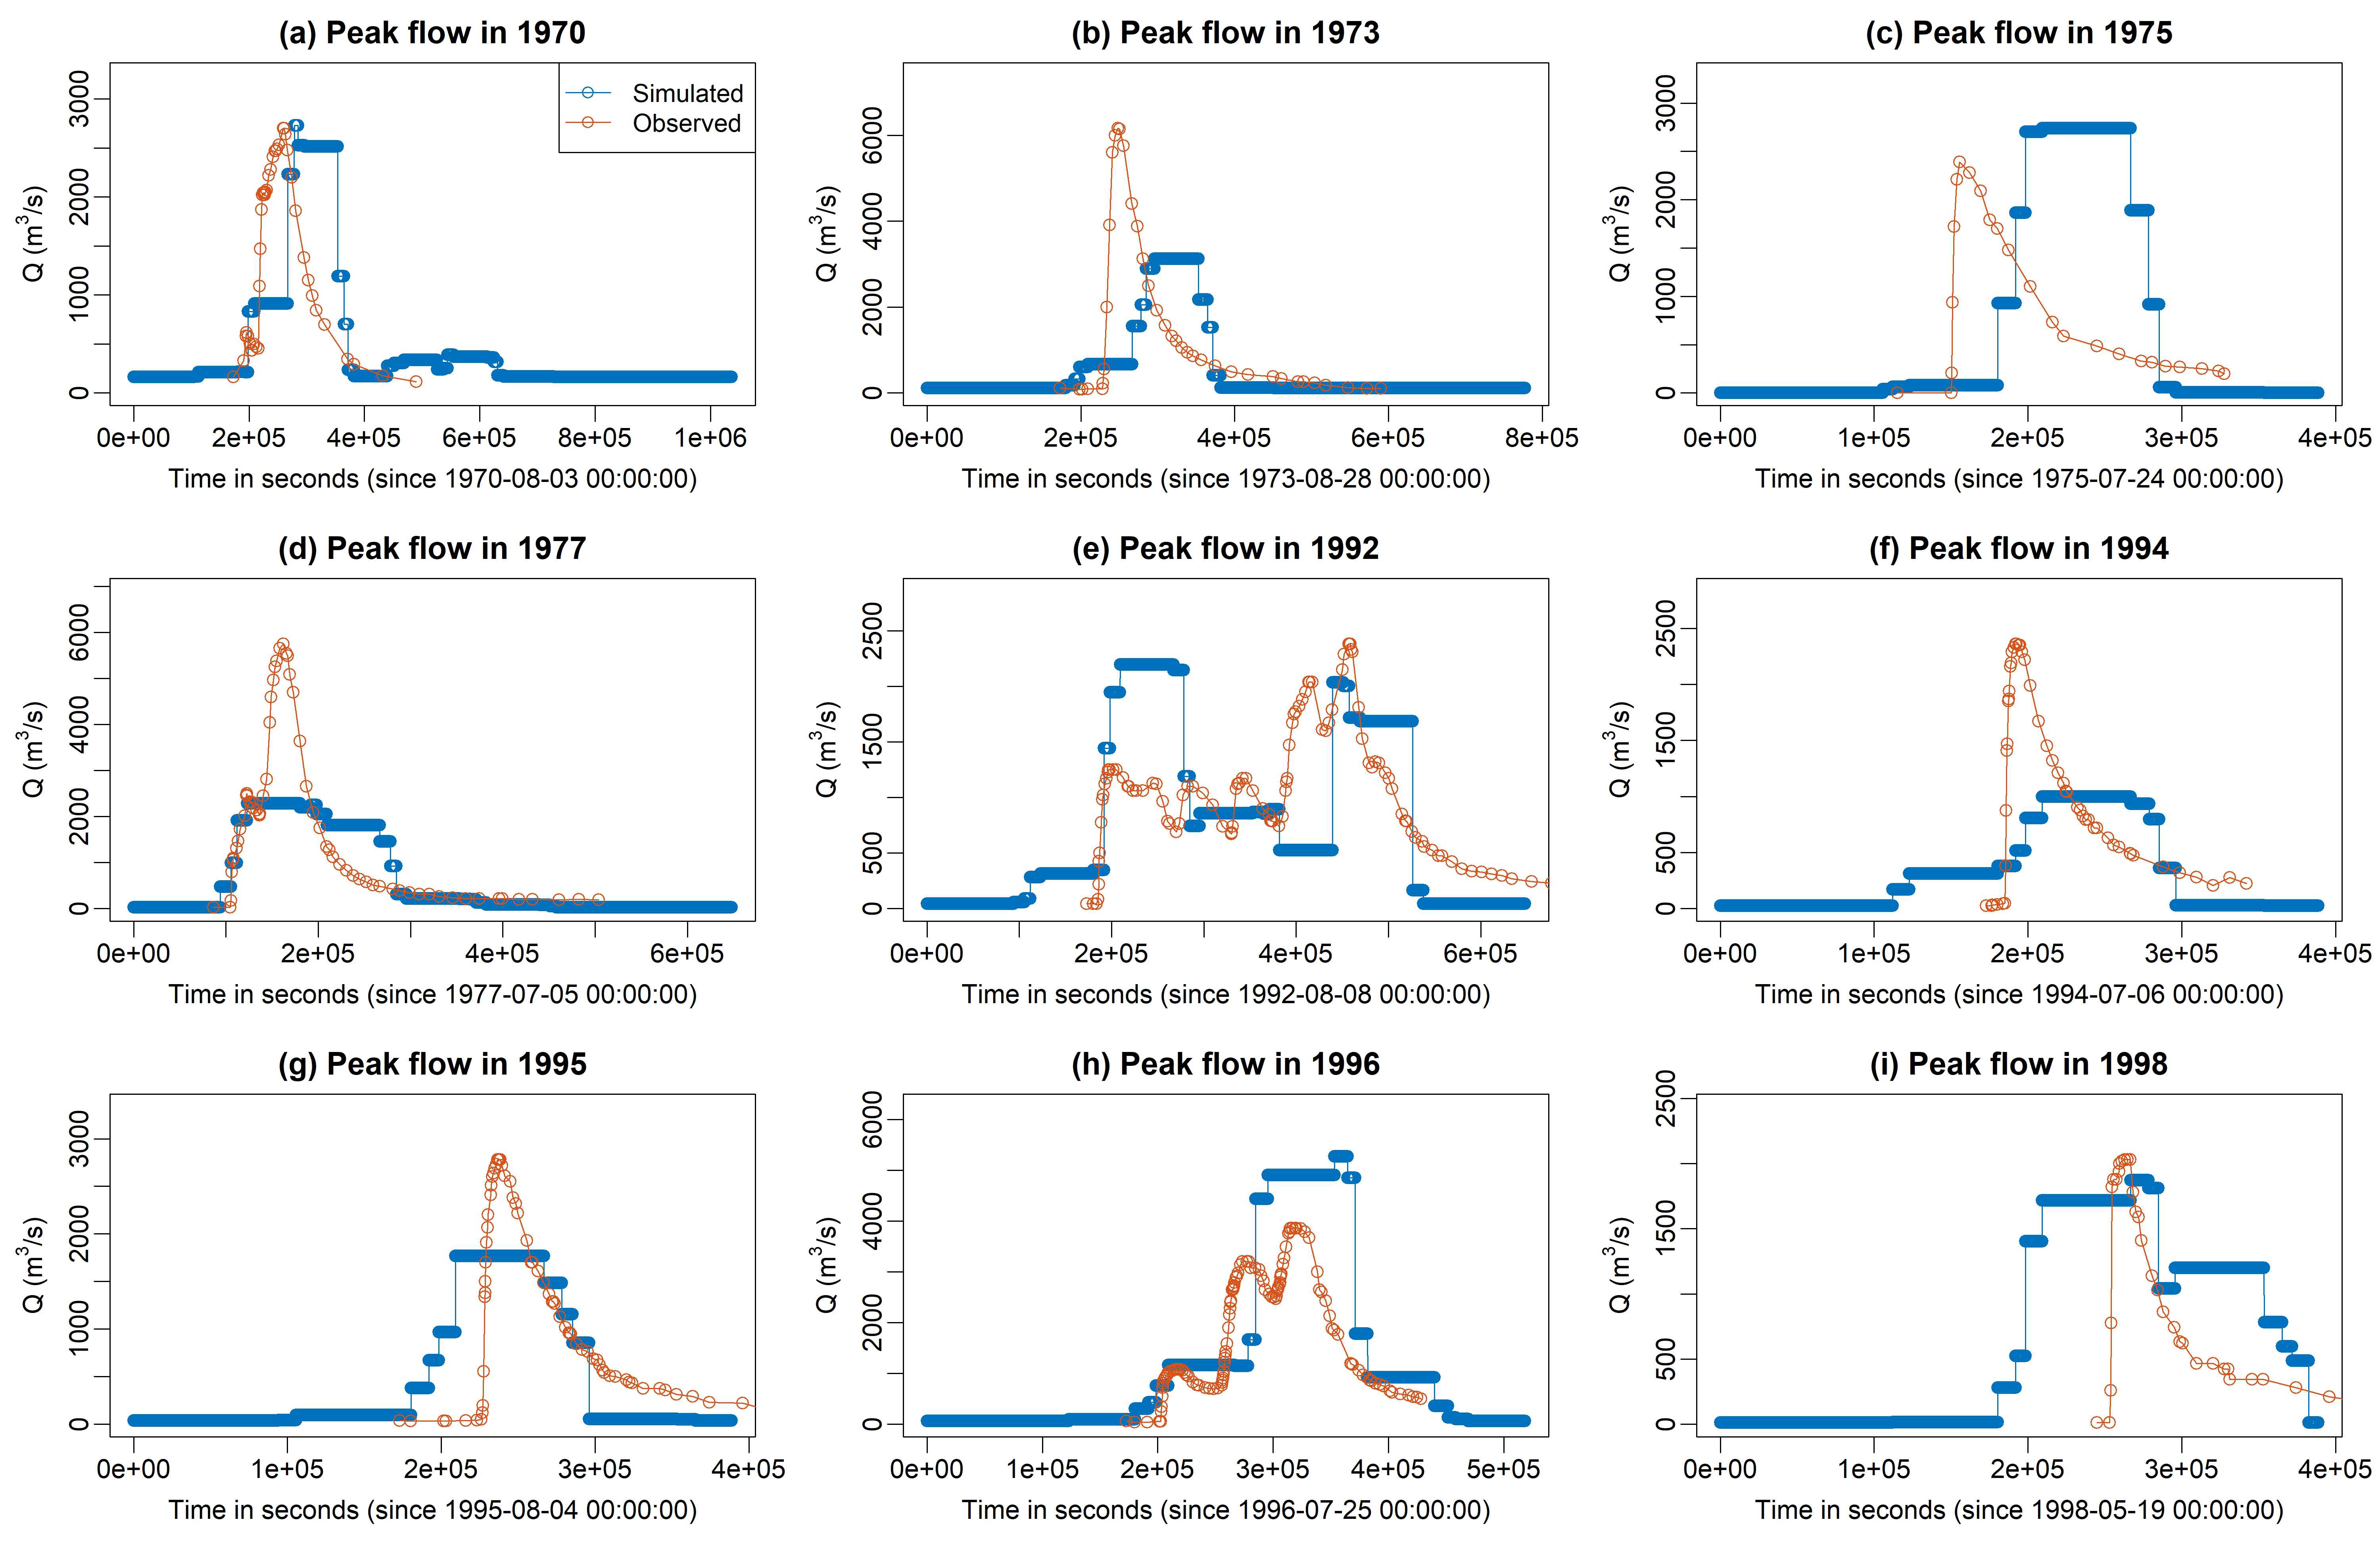 (a) Peak flow in 1970
Q (m³/s)
0 1000 2000 3000
Simulated
Observed
0e+00 2e+05 4e+05 6e+05 8e+05 1e+06
Time in seconds (since 1970-08-03 00:00:00)
(b) Peak flow in 1973
Q (m³/s)
0 2000 4000 6000
0e+00 2e+05 4e+05 6e+05 8e+05
Time in seconds (since 1973-08-28 00:00:00)
(c) Peak flow in 1975
Q (m³/s)
0 1000 2000 3000
0e+00 1e+05 2e+05 3e+05 4e+05
Time in seconds (since 1975-07-24 00:00:00)
(d) Peak flow in 1977
Q (m³/s)
0 2000 4000 6000
0e+00 2e+05 4e+05 6e+05
Time in seconds (since 1977-07-05 00:00:00)
(e) Peak flow in 1992
Q (m³/s)
0 500 1500 2500
0e+00 2e+05 4e+05 6e+05
Time in seconds (since 1992-08-08 00:00:00)
(f) Peak flow in 1994
Q (m³/s)
0 500 1500 2500
0e+00 1e+05 2e+05 3e+05 4e+05
Time in seconds (since 1994-07-06 00:00:00)
(g) Peak flow in 1995
Q (m³/s)
0 1000 2000 3000
0e+00 1e+05 2e+05 3e+05 4e+05
Time in seconds (since 1995-08-04 00:00:00)
(h) Peak flow in 1996
Q (m³/s)
0 2000 4000 6000
0e+00 1e+05 2e+05 3e+05 4e+05 5e+05
Time in seconds (since 1996-07-25 00:00:00)
(i) Peak flow in 1998
Q (m³/s)
0 500 1500 2500
0e+00 1e+05 2e+05 3e+05 4e+05
Time in seconds (since 1998-05-19 00:00:00)